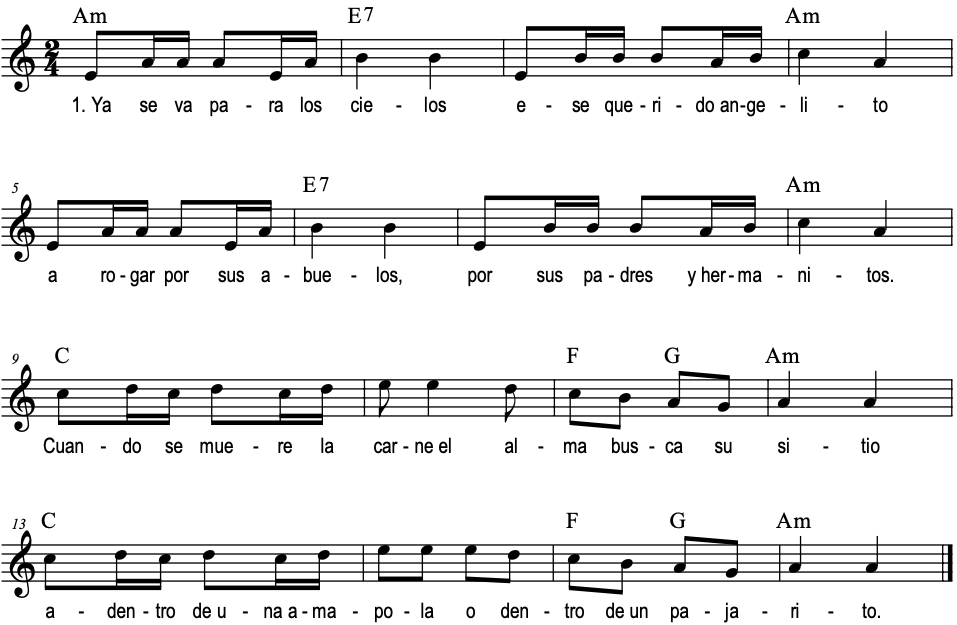 Am E7 Am
2 4
1. Ya se va pa - ra los cie - los e - se que - ri - do an-ge - li - to
5 E7 Am
a ro - gar por sus a - bue - los, por sus pa - dres y her - ma - ni - tos.
9 C F G Am
Cuan - do se mue - re la car - ne el al - ma bus - ca su si - tio
13 C F G Am
a - den - tro de u - na a - ma - po - la o den - tro de un pa - ja - ri - to.